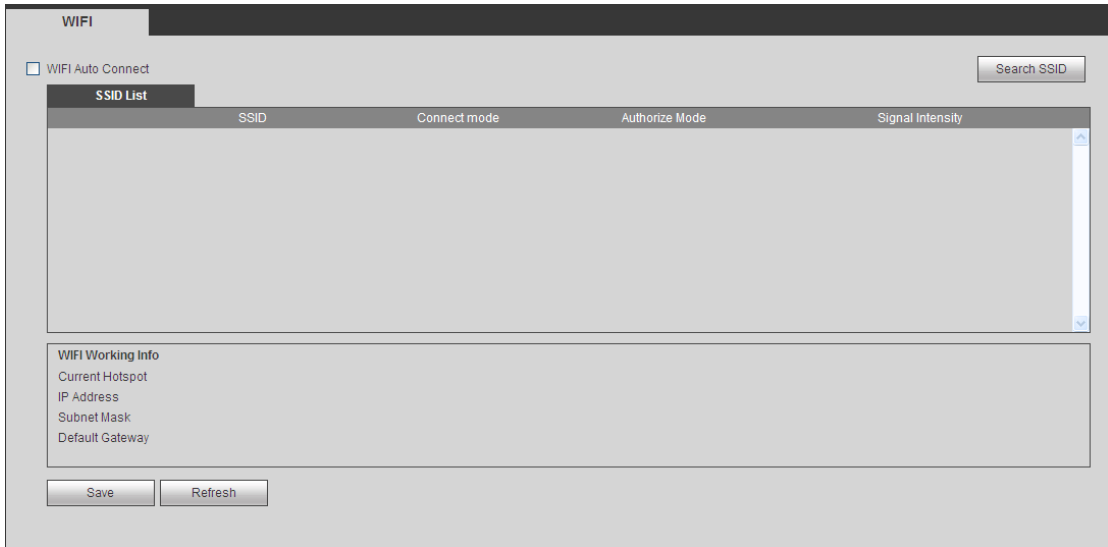 WIFI
WIFI Auto Connect
Search SSID
SSID List
SSID Connect mode Authorize Mode Signal Intensity
WIFI Working Info
Current Hotspot
IP Address
Subnet Mask
Default Gateway
Save Refresh